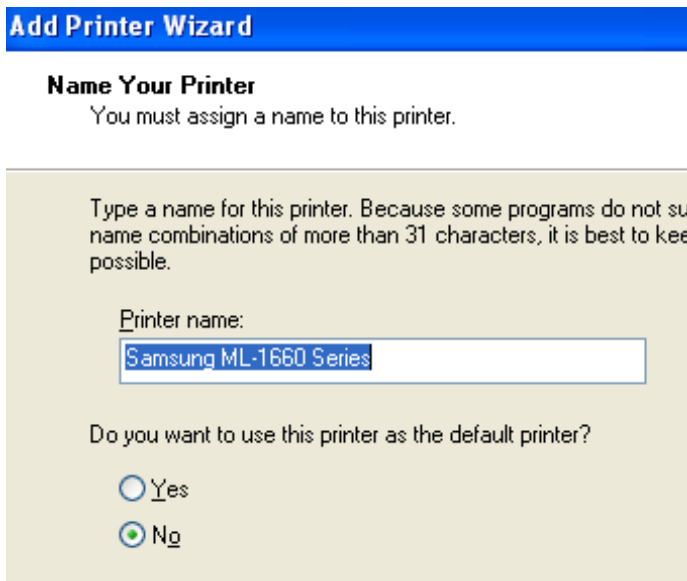 Add Printer Wizard
Name Your Printer
You must assign a name to this printer.
Type a name for this printer. Because some programs do not su
name combinations of more than 31 characters, it is best to kee
possible.
Printer name:
Samsung ML-1660 Series
Do you want to use this printer as the default printer?
Yes
No